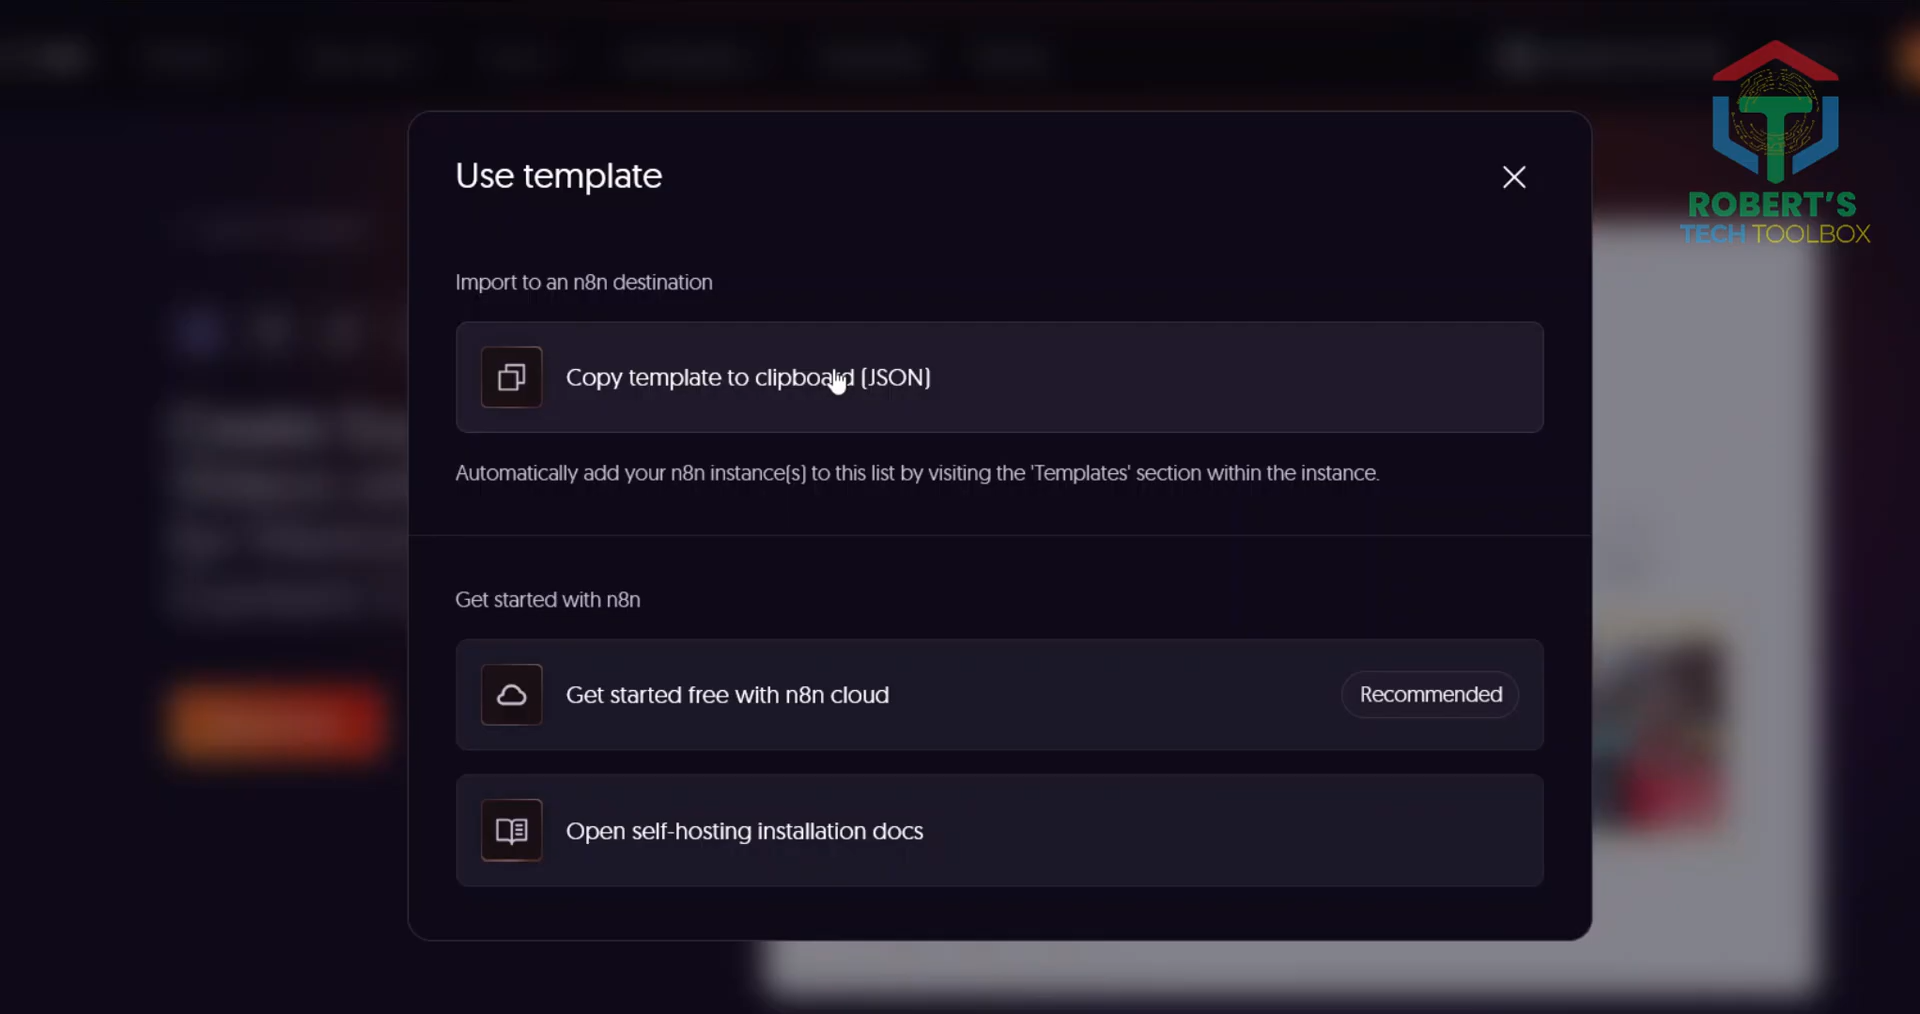 Use template
Import to an n8n destination
Copy template to clipboard (JSON)
Automatically add your n8n instance(s) to this list by visiting the 'Templates' section within the instance.
Get started with n8n
Get started free with n8n cloud
Recommended
Open self-hosting installation docs
ROBERT'S
TECH TOOLBOX